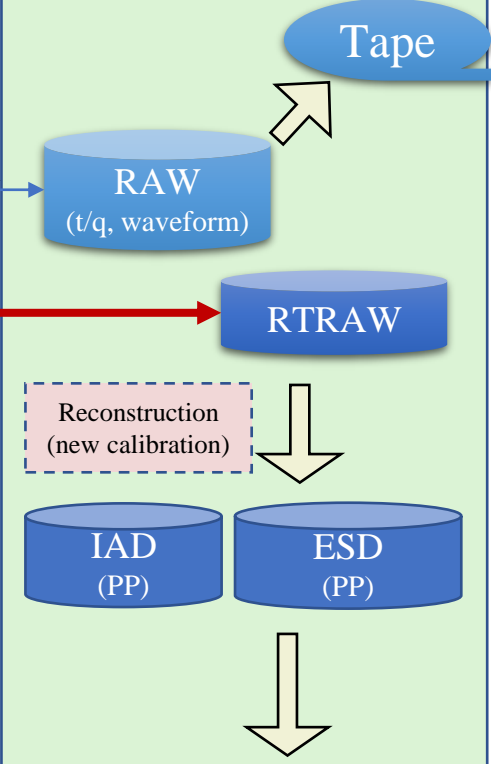 Tape
RAW
(t/q, waveform)
RTRAW
Reconstruction
(new calibration)
IAD
(PP)
ESD
(PP)